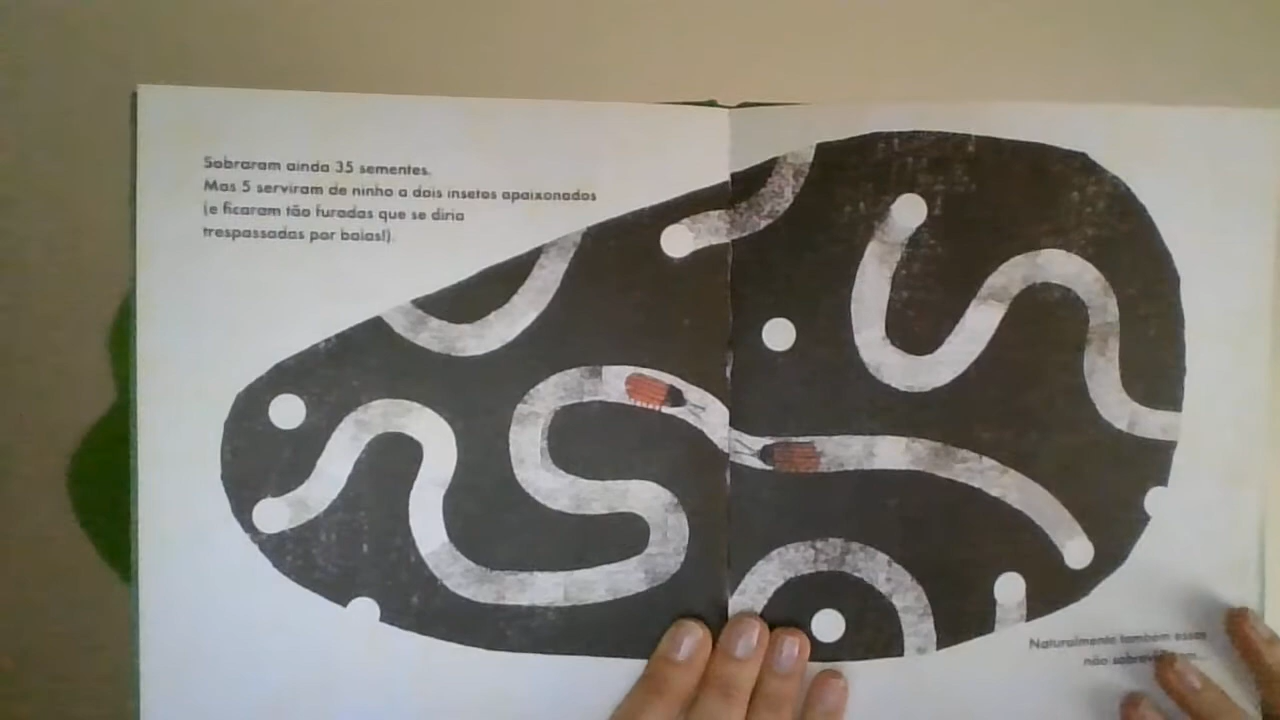 Sobraram ainda 35 sementes.
Mas 5 serviram de ninho a dois insetos apaixonados
(e ficaram tão furadas que se diria
trespassadas por balas!).
Naturalmente também essas
não